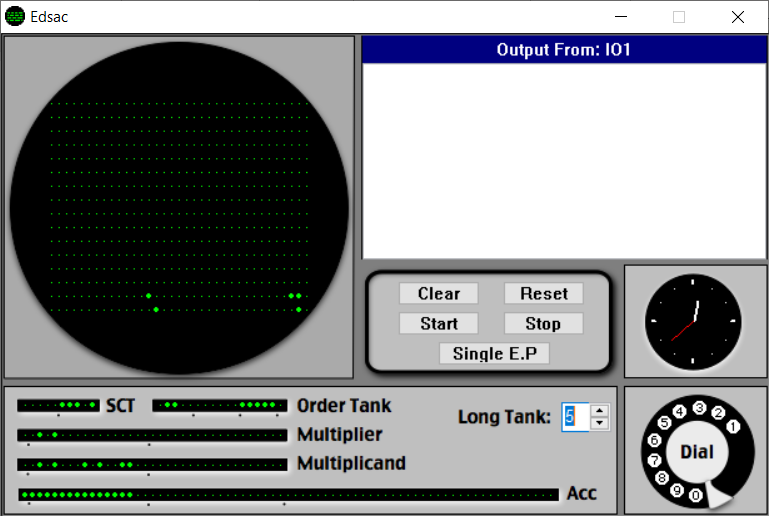 Edsac
Output From: IO1
Clear
Reset
Start
Stop
Single E.P
SCT
Order Tank
Long Tank: 5
Multiplier
Multiplicand
Acc
Dial
1
2
3
4
5
6
7
8
9
0